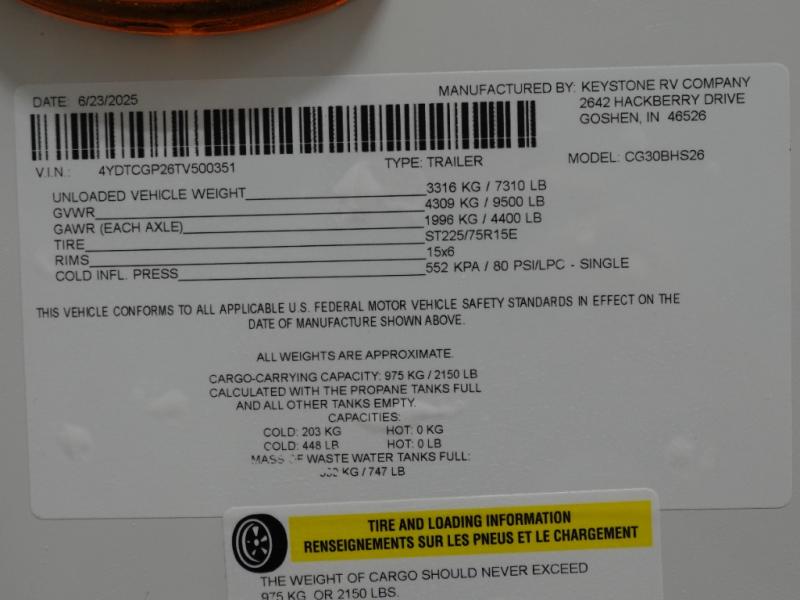 DATE: 6/23/2025
MANUFACTURED BY: KEYSTONE RV COMPANY
2642 HACKBERRY DRIVE
GOSHEN, IN 46526
V.I.N.: 4YDTCGP26TV500351 TYPE: TRAILER MODEL: CG30BHS26
UNLOADED VEHICLE WEIGHT 3316 KG / 7310 LB
GVWR 4309 KG / 9500 LB
GAWR (EACH AXLE) 1996 KG / 4400 LB
TIRE ST225/75R15E
RIMS 15x6
COLD INFL. PRESS 552 KPA / 80 PSI/LPC - SINGLE
THIS VEHICLE CONFORMS TO ALL APPLICABLE U.S. FEDERAL MOTOR VEHICLE SAFETY STANDARDS IN EFFECT ON THE
DATE OF MANUFACTURE SHOWN ABOVE.
ALL WEIGHTS ARE APPROXIMATE.
CARGO-CARRYING CAPACITY: 975 KG / 2150 LB
CALCULATED WITH THE PROPANE TANKS FULL
AND ALL OTHER TANKS EMPTY.
CAPACITIES:
COLD: 203 KG HOT: 0 KG
COLD: 448 LB HOT: 0 LB
MASS OF WASTE WATER TANKS FULL:
KG / 747 LB
TIRE AND LOADING INFORMATION
RENSEIGNEMENTS SUR LES PNEUS ET LE CHARGEMENT
THE WEIGHT OF CARGO SHOULD NEVER EXCEED
975 KG OR 2150 LBS.